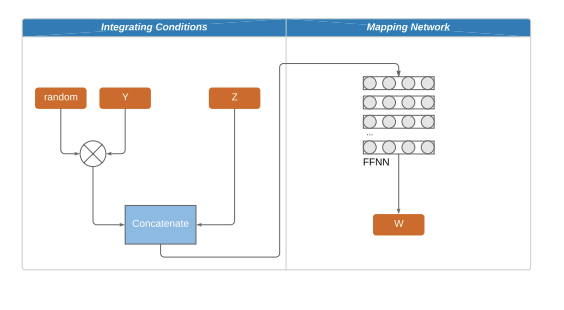 Integrating Conditions
Mapping Network
random
Y
Z
Concatenate
...
FFNN
W